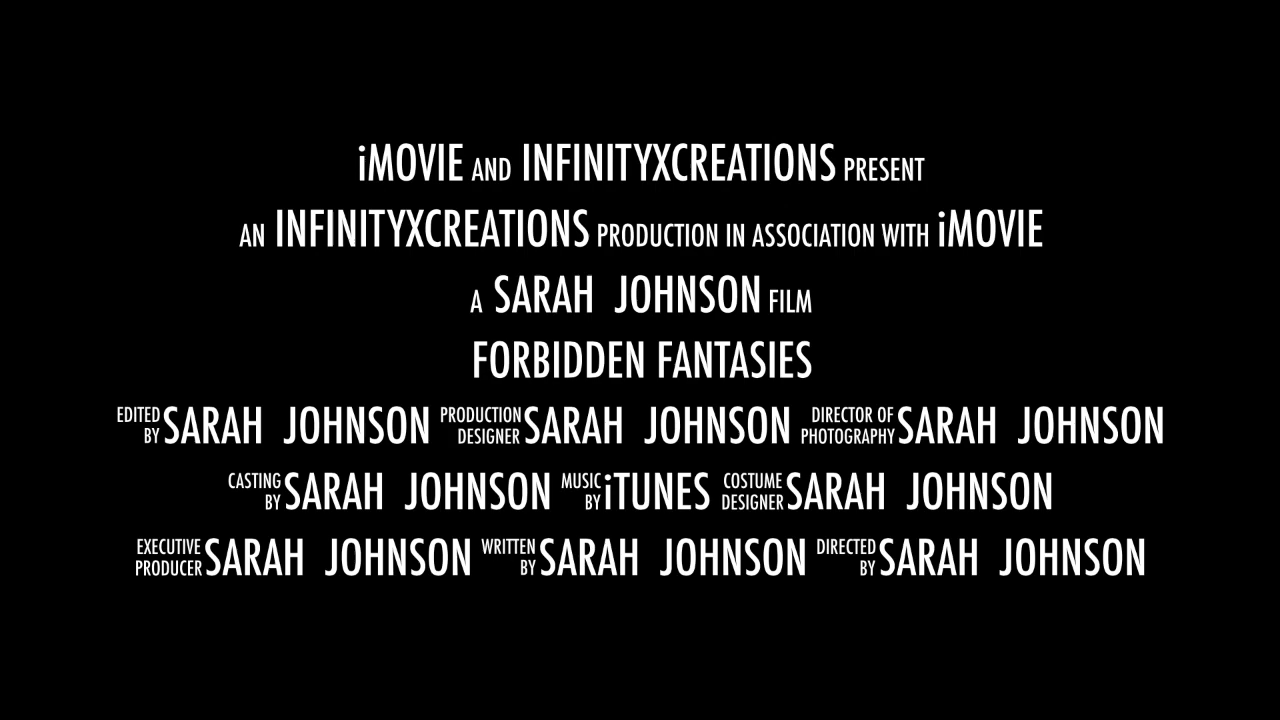 iMOVIE AND INFINITYXCREATIONS PRESENT
AN INFINITYXCREATIONS PRODUCTION IN ASSOCIATION WITH iMOVIE
A SARAH JOHNSON FILM
FORBIDDEN FANTASIES
EDITED BY SARAH JOHNSON PRODUCTION DESIGNER SARAH JOHNSON DIRECTOR OF PHOTOGRAPHY SARAH JOHNSON
CASTING BY SARAH JOHNSON MUSIC BY iTUNES COSTUME DESIGNER SARAH JOHNSON
EXECUTIVE PRODUCER SARAH JOHNSON WRITTEN BY SARAH JOHNSON DIRECTED BY SARAH JOHNSON